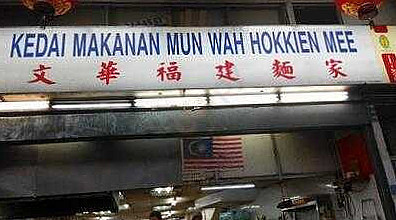 KEDAI MAKANAN MUN WAH HOKKIEN MEE
文華福建麵家